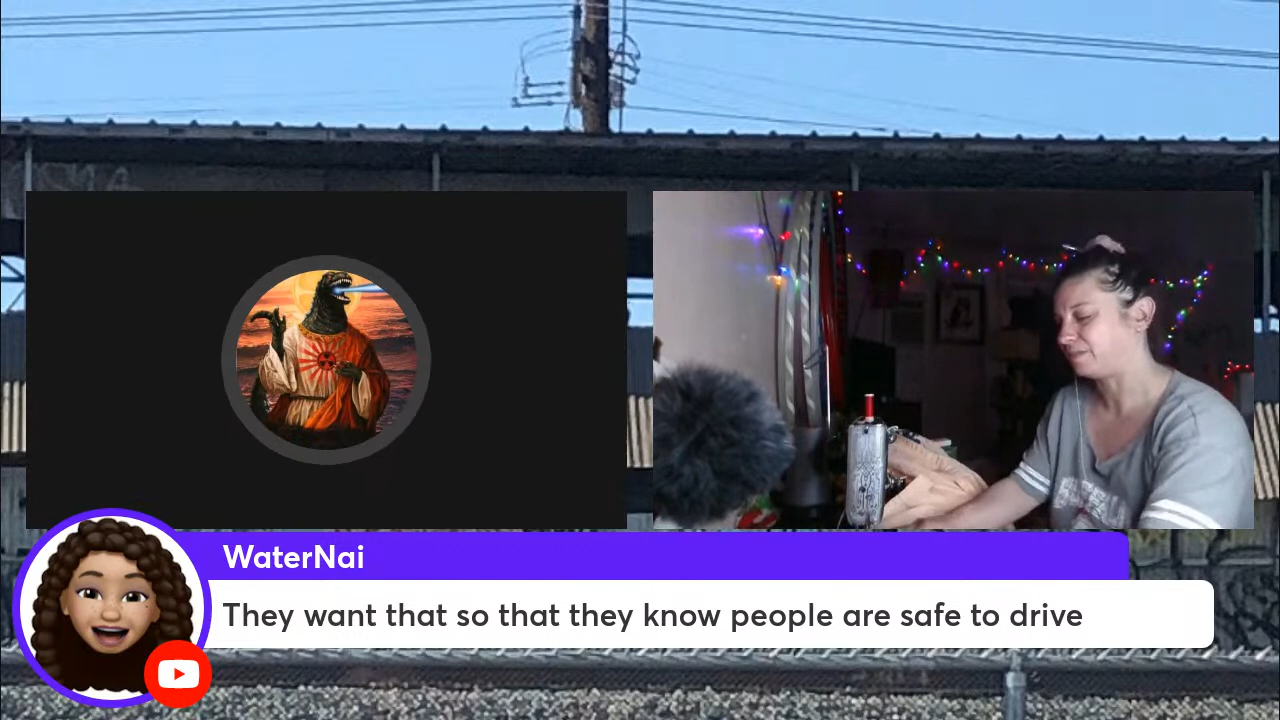 WaterNai
They want that so that they know people are safe to drive